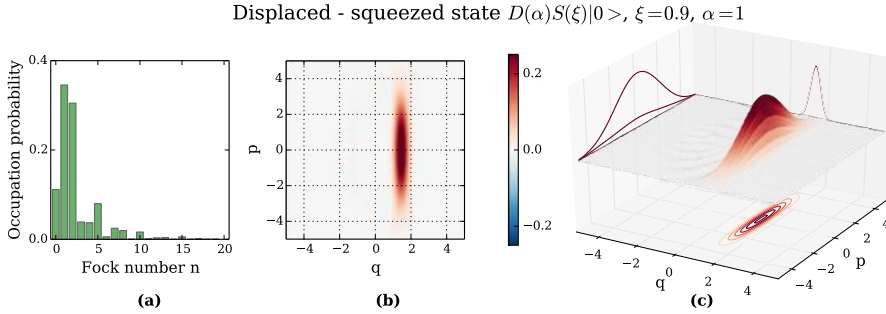 Displaced - squeezed state D(α)S(ξ)|0 >, ξ=0.9, α=1
Occupation probability
0.4
0.2
0.0
0 5 10 15 20
Fock number n
(a)
p
4
2
0
−2
−4
−4 −2 0 2 4
q
(b)
0.2
0.0
−0.2
−4 −2 0 2 4
q
−4 −2 0 2 4
p
(c)